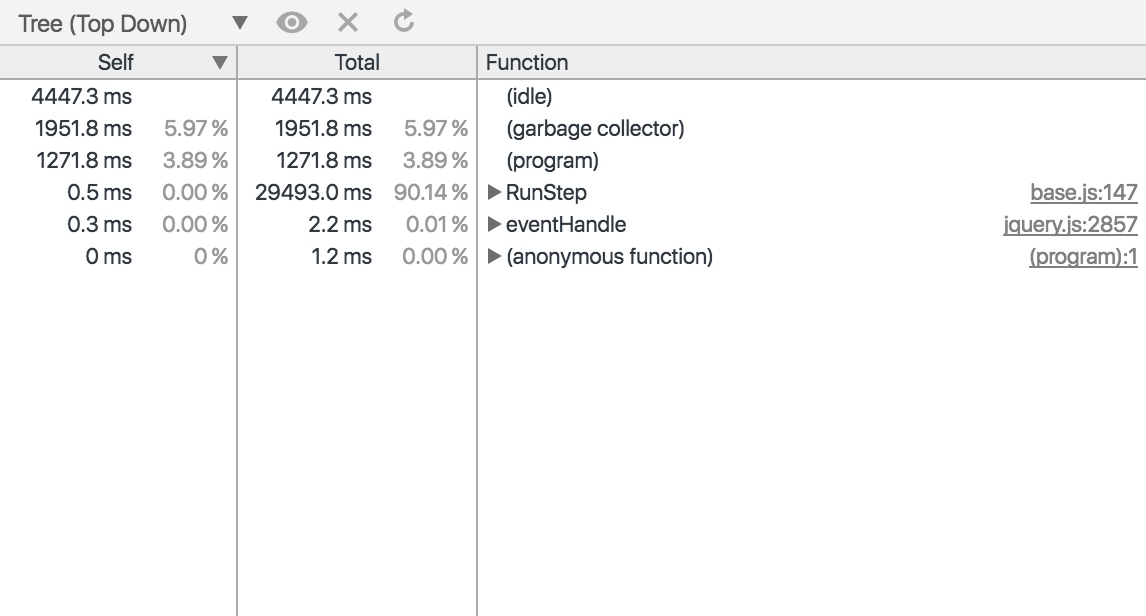 Tree (Top Down)
Self Total Function
4447.3 ms 4447.3 ms (idle)
1951.8 ms 5.97 % 1951.8 ms 5.97 % (garbage collector)
1271.8 ms 3.89 % 1271.8 ms 3.89 % (program)
0.5 ms 0.00 % 29493.0 ms 90.14 % RunStep base.js:147
0.3 ms 0.00 % 2.2 ms 0.01 % eventHandle jquery.js:2857
0 ms 0 % 1.2 ms 0.00 % (anonymous function) (program):1